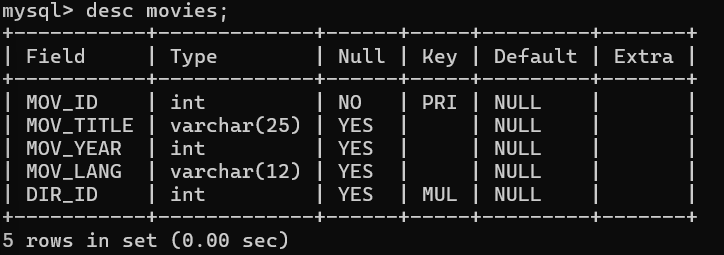 mysql> desc movies;
+-----------+-------------+------+-----+---------+-------+
| Field     | Type        | Null | Key | Default | Extra |
+-----------+-------------+------+-----+---------+-------+
| MOV_ID    | int         | NO   | PRI | NULL    |       |
| MOV_TITLE | varchar(25) | YES  |     | NULL    |       |
| MOV_YEAR  | int         | YES  |     | NULL    |       |
| MOV_LANG  | varchar(12) | YES  |     | NULL    |       |
| DIR_ID    | int         | YES  | MUL | NULL    |       |
+-----------+-------------+------+-----+---------+-------+
5 rows in set (0.00 sec)